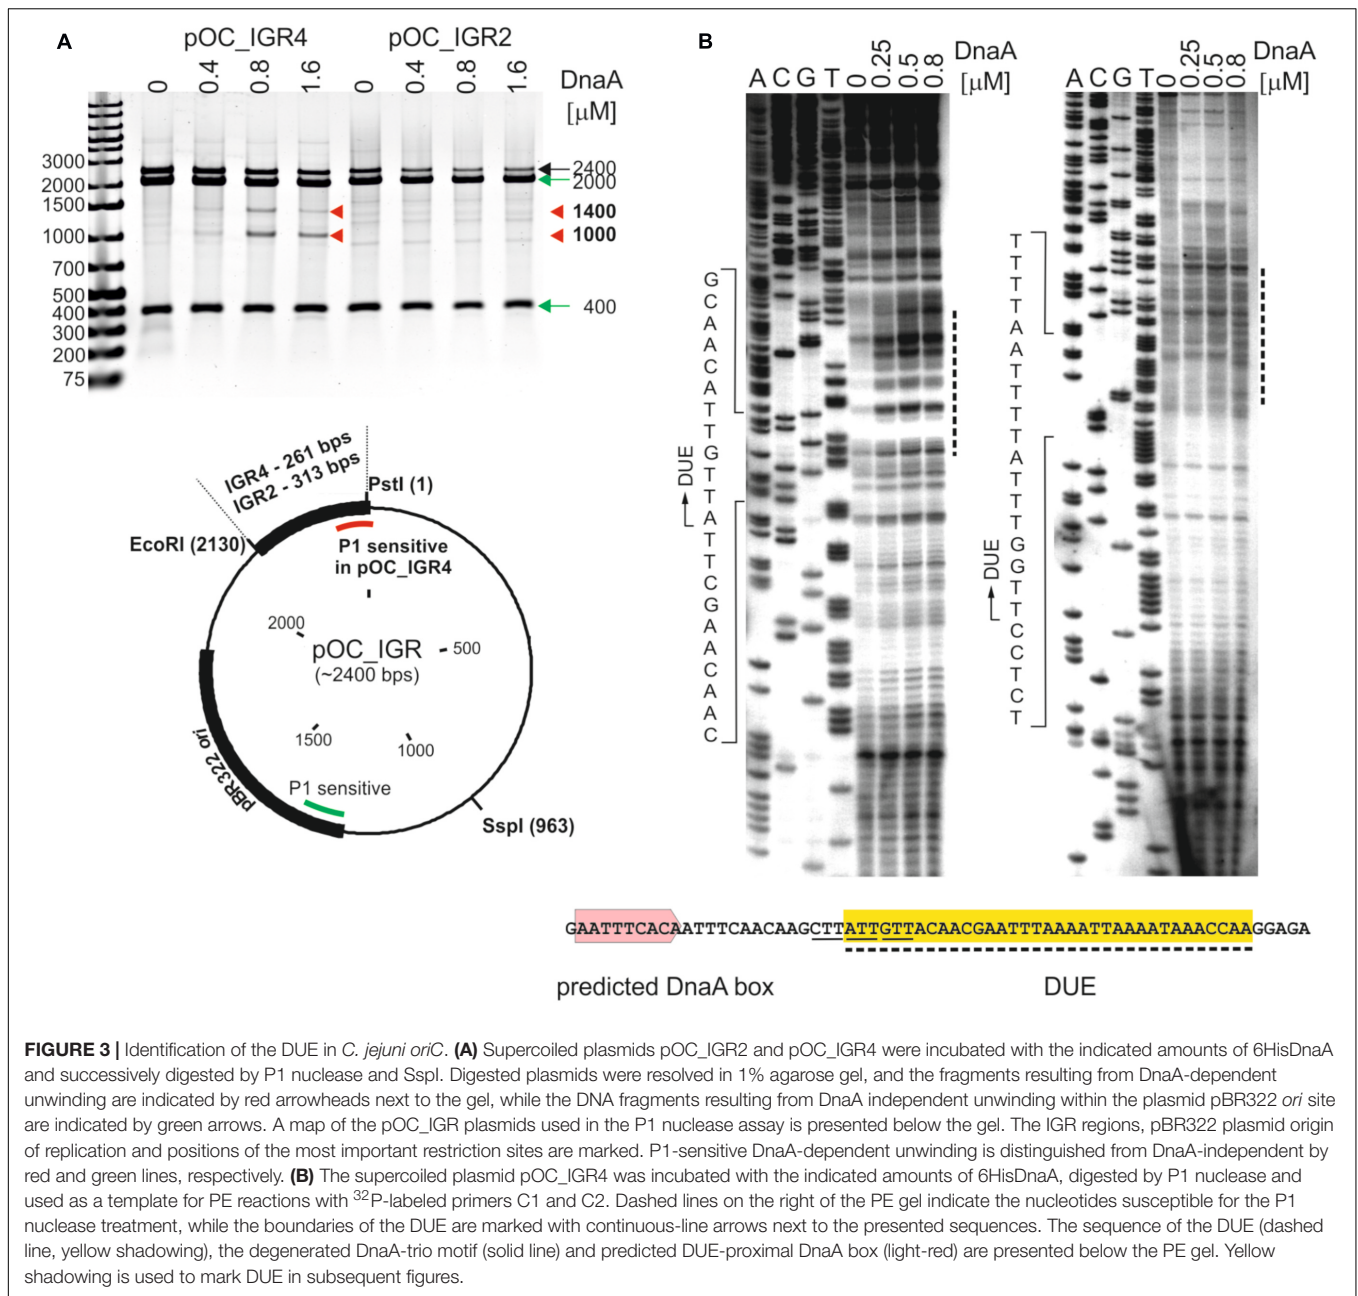 A
pOC_IGR4
pOC_IGR2
0 0.4 0.8 1.6 0 0.4 0.8 1.6 DnaA
[µM]
3000
2000
1500
1000
700
500
400
300
200
75
2400
2000
1400
1000
400
IGR4 - 261 bps
IGR2 - 313 bps
PstI (1)
EcoRI (2130)
P1 sensitive
in pOC_IGR4
2000
pOC_IGR
(~2400 bps)
500
1500
1000
pBR322 ori
P1 sensitive
SspI (963)
B
A C G T 0 0.25 0.5 0.8 DnaA
[µM]
G
C
A
A
C
A
T
T
G
T
T
A
T
T
C
G
A
A
C
A
A
C
DUE
A C G T 0 0.25 0.5 0.8 DnaA
[µM]
T
T
T
T
A
A
T
T
T
T
A
T
T
T
G
G
T
T
C
C
T
C
T
DUE
GAATTTCACAATTTCAACAAGCTTATTGTTACAACGAATTTAAAATTAAAATAAACCAAGGAGA
predicted DnaA box
DUE
FIGURE 3 | Identification of the DUE in C. jejuni oriC. (A) Supercoiled plasmids pOC_IGR2 and pOC_IGR4 were incubated with the indicated amounts of 6HisDnaA
and successively digested by P1 nuclease and SspI. Digested plasmids were resolved in 1% agarose gel, and the fragments resulting from DnaA-dependent
unwinding are indicated by red arrowheads next to the gel, while the DNA fragments resulting from DnaA independent unwinding within the plasmid pBR322 ori site
are indicated by green arrows. A map of the pOC_IGR plasmids used in the P1 nuclease assay is presented below the gel. The IGR regions, pBR322 plasmid origin
of replication and positions of the most important restriction sites are marked. P1-sensitive DnaA-dependent unwinding is distinguished from DnaA-independent by
red and green lines, respectively. (B) The supercoiled plasmid pOC_IGR4 was incubated with the indicated amounts of 6HisDnaA, digested by P1 nuclease and
used as a template for PE reactions with ³²P-labeled primers C1 and C2. Dashed lines on the right of the PE gel indicate the nucleotides susceptible for the P1
nuclease treatment, while the boundaries of the DUE are marked with continuous-line arrows next to the presented sequences. The sequence of the DUE (dashed
line, yellow shadowing), the degenerated DnaA-trio motif (solid line) and predicted DUE-proximal DnaA box (light-red) are presented below the PE gel. Yellow
shadowing is used to mark DUE in subsequent figures.